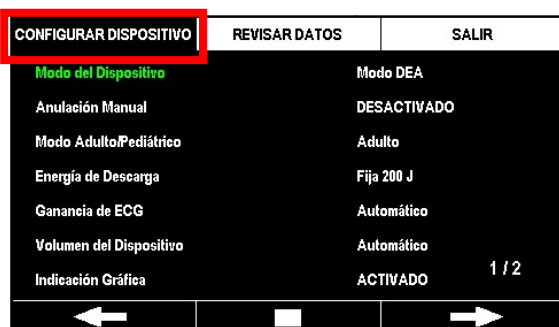 CONFIGURAR DISPOSITIVO REVISAR DATOS SALIR
Modo del Dispositivo Modo DEA
Anulación Manual DESACTIVADO
Modo Adulto/Pediátrico Adulto
Energía de Descarga Fija 200 J
Ganancia de ECG Automático
Volumen del Dispositivo Automático
Indicación Gráfica ACTIVADO 1 / 2